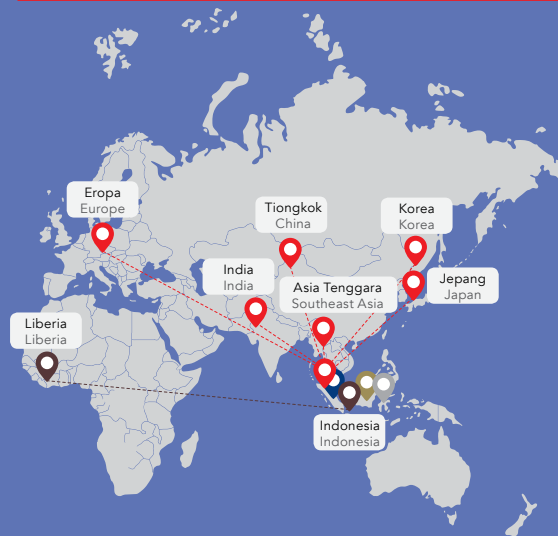 Eropa
Europe
Tiongkok
China
Korea
Korea
India
India
Asia Tenggara
Southeast Asia
Jepang
Japan
Liberia
Liberia
Indonesia
Indonesia